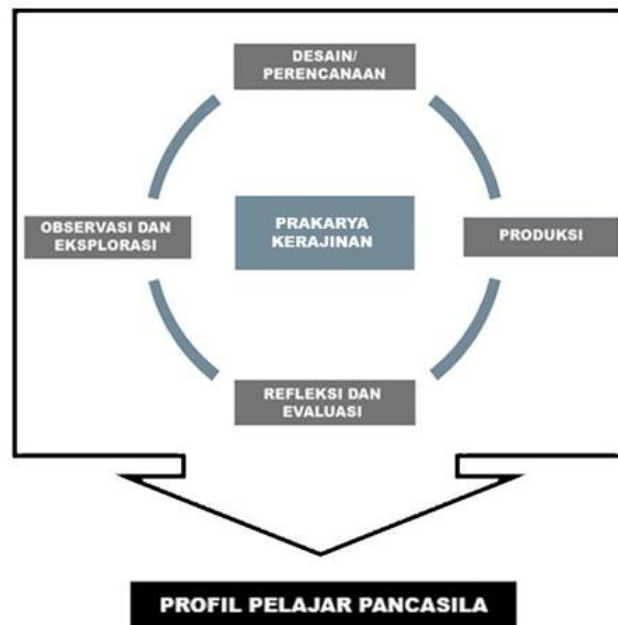 DESAIN/
PERENCANAAN
OBSERVASI DAN
EKSPLORASI
PRAKARYA
KERAJINAN
PRODUKSI
REFLEKSI DAN
EVALUASI
PROFIL PELAJAR PANCASILA